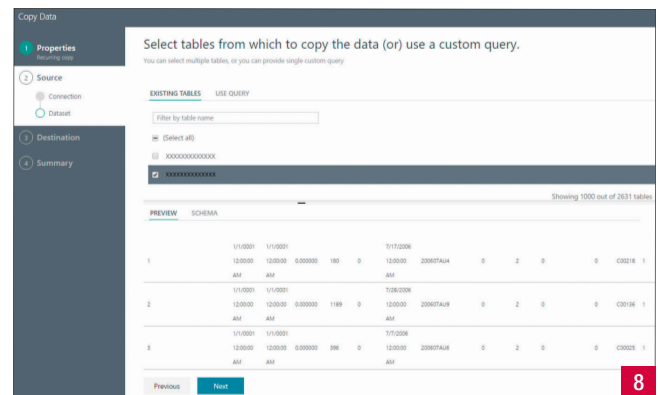 Copy Data
1 Properties
Recurring copy
2 Source
Connection
Dataset
3 Destination
4 Summary
Select tables from which to copy the data (or) use a custom query.
You can select multiple tables, or you can provide single custom query
EXISTING TABLES USE QUERY
Filter by table name
(Select all)
XXXXXXXXXXXXX
XXXXXXXXXXXXX
Showing 1000 out of 2631 tables
PREVIEW SCHEMA
1/1/0001 1/1/0001 7/17/2006
1 12:00:00 12:00:00 0.000000 180 0 12:00:00 200607AU4 0 2 0 0 C00218 1
AM AM AM
1/1/0001 1/1/0001 7/28/2006
2 12:00:00 12:00:00 0.000000 1189 0 12:00:00 200607AU9 0 2 0 0 C00136 1
AM AM AM
1/1/0001 1/1/0001 7/7/2006
3 12:00:00 12:00:00 0.000000 396 0 12:00:00 200607AU6 0 2 0 0 C00025 1
AM AM AM
Previous Next
8